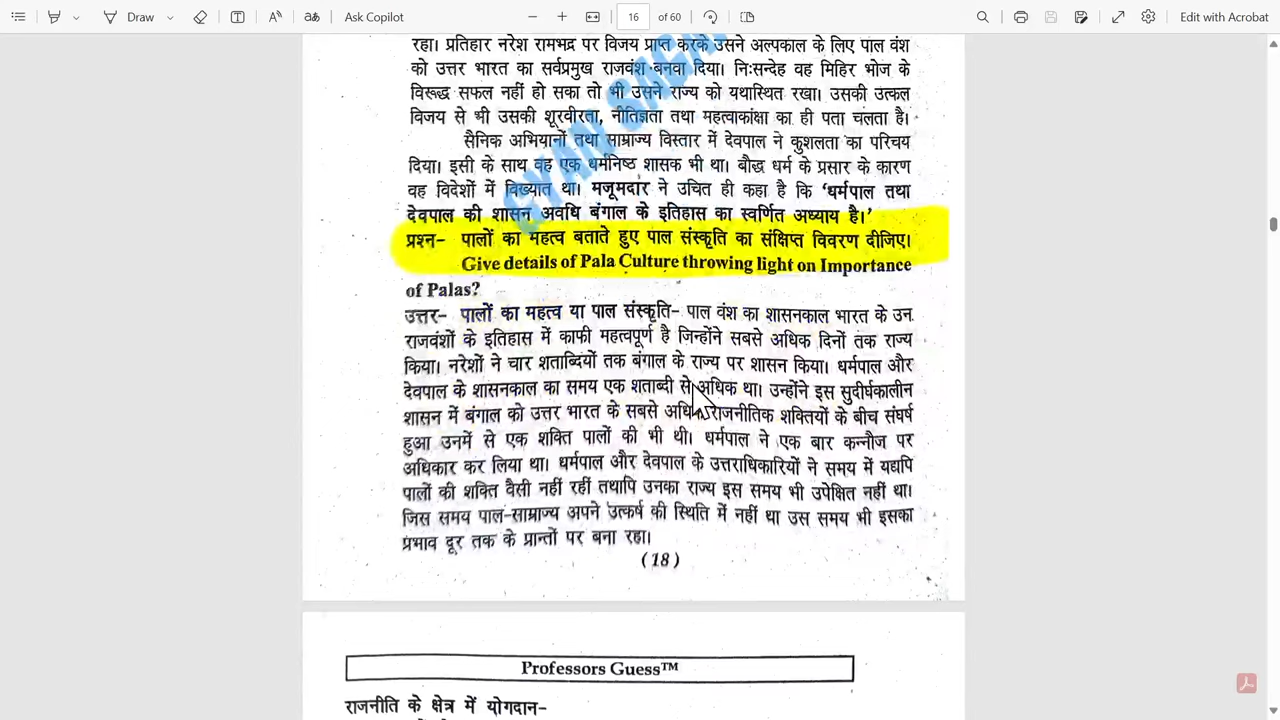 Draw
Ask Copilot
16 of 60
Edit with Acrobat
रहा। प्रतिहार नरेश रामभद्र पर विजय प्राप्त करके उसने अल्पकाल के लिए पाल वंश
को उत्तर भारत का सर्वप्रमुख राजवंश बनवा दिया। निःसन्देह वह मिहिर भोज के
विरूद्ध सफल नहीं हो सका तो भी उसने राज्य को यथास्थित रखा। उसकी उत्कल
विजय से भी उसकी शूरवीरता, नीतिज्ञता तथा महत्वाकांक्षा का ही पता चलता है।
सैनिक अभियानों तथा साम्राज्य विस्तार में देवपाल ने कुशलता का परिचय
दिया। इसी के साथ वह एक धर्मनिष्ठ शासक भी था। बौद्ध धर्म के प्रसार के कारण
वह विदेशों में विख्यात था। मजूमदार ने उचित ही कहा है कि ‘धर्मपाल तथा
देवपाल की शासन अवधि बंगाल के इतिहास का स्वर्णित अध्याय है।’
GYAN SAGAR
प्रश्न- पालों का महत्व बताते हुए पाल संस्कृति का संक्षिप्त विवरण दीजिए।
Give details of Pala Culture throwing light on Importance
of Palas?
उत्तर- पालों का महत्व या पाल संस्कृति- पाल वंश का शासनकाल भारत के उन
राजवंशों के इतिहास में काफी महत्वपूर्ण है जिन्होंने सबसे अधिक दिनों तक राज्य
किया। नरेशों ने चार शताब्दियों तक बंगाल के राज्य पर शासन किया। धर्मपाल और
देवपाल के शासनकाल का समय एक शताब्दी से अधिक था। उन्होंने इस सुदीर्घकालीन
शासन में बंगाल को उत्तर भारत के सबसे अधिक राजनीतिक शक्तियों के बीच संघर्ष
हुआ उनमें से एक शक्ति पालों की भी थी। धर्मपाल ने एक बार कन्नौज पर
अधिकार कर लिया था। धर्मपाल और देवपाल के उत्तराधिकारियों ने समय में यद्यपि
पालों की शक्ति वैसी नहीं रहीं तथापि उनका राज्य इस समय भी उपेक्षित नहीं था।
जिस समय पाल-साम्राज्य अपने उत्कर्ष की स्थिति में नहीं था उस समय भी इसका
प्रभाव दूर तक के प्रान्तों पर बना रहा।
(18)
Professors Guess™
राजनीति के क्षेत्र में योगदान-